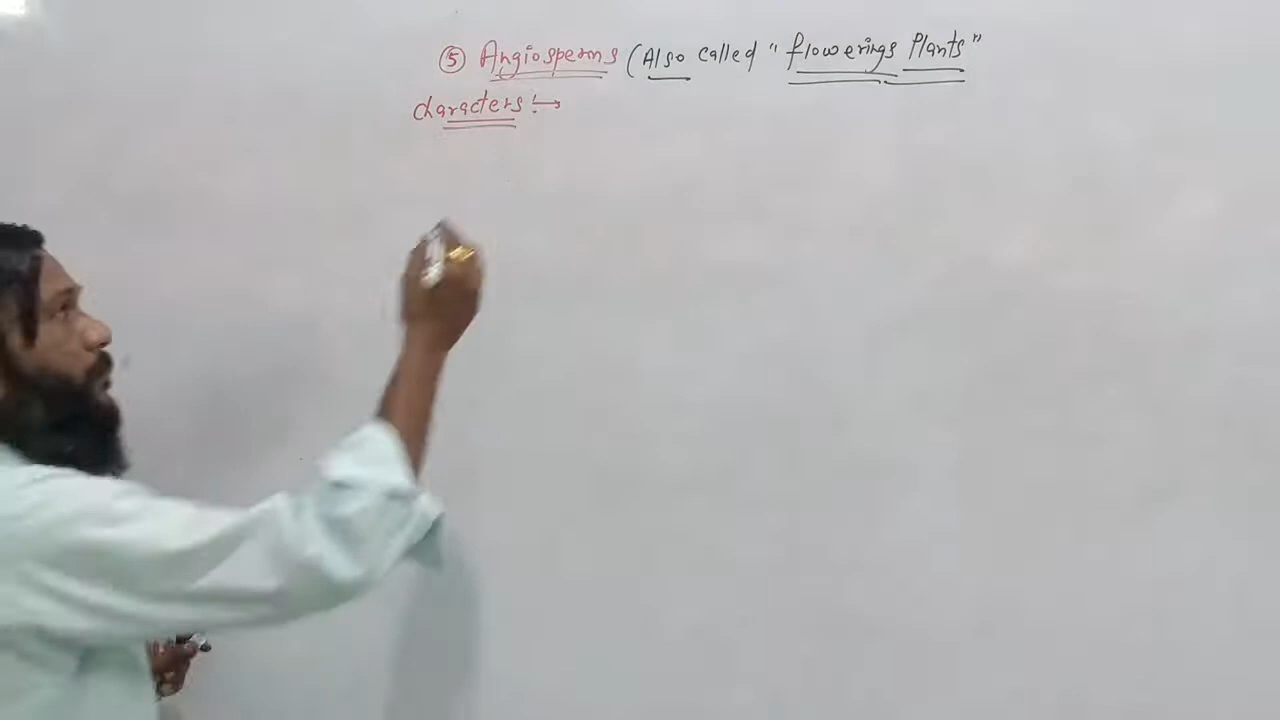 ⑤ Angiosperms (Also called "flowerings Plants"
characters :→